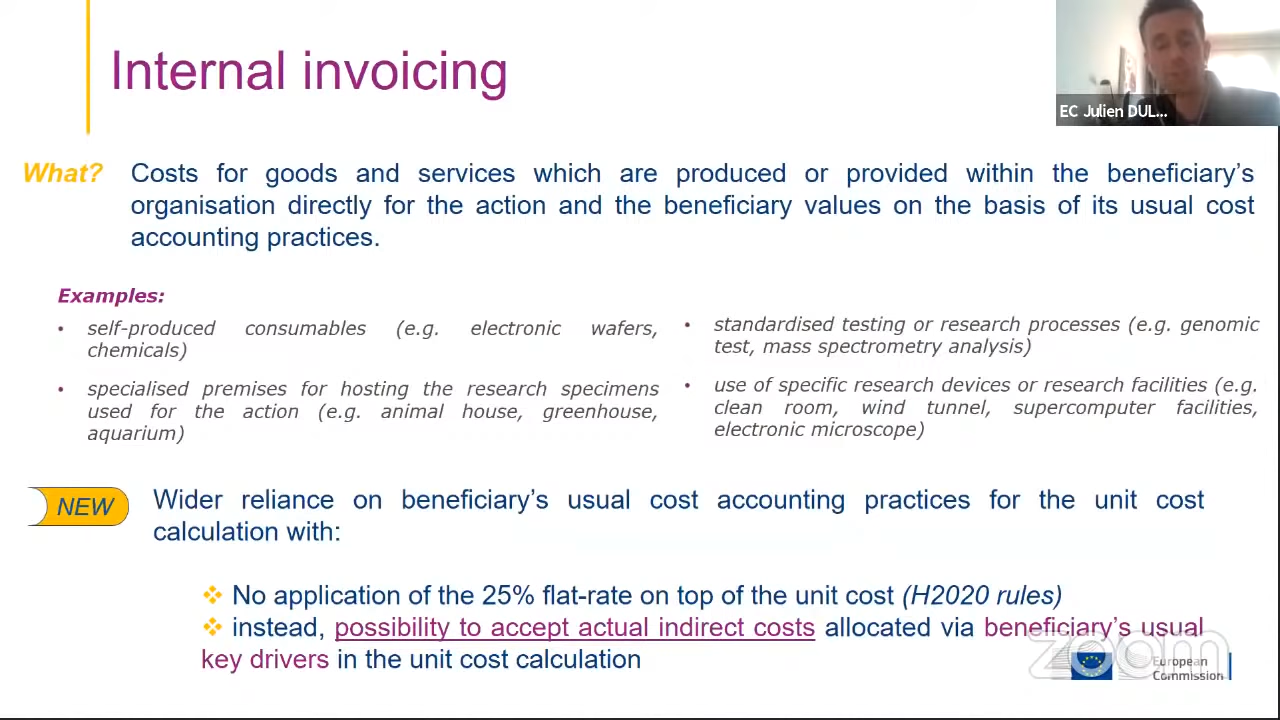 Internal invoicing
EC Julien DUL...
What?
Costs for goods and services which are produced or provided within the beneficiary's
organisation directly for the action and the beneficiary values on the basis of its usual cost
accounting practices.
Examples:
• self-produced consumables (e.g. electronic wafers,
chemicals)
• specialised premises for hosting the research specimens
used for the action (e.g. animal house, greenhouse,
aquarium)
• standardised testing or research processes (e.g. genomic
test, mass spectrometry analysis)
• use of specific research devices or research facilities (e.g.
clean room, wind tunnel, supercomputer facilities,
electronic microscope)
NEW
Wider reliance on beneficiary's usual cost accounting practices for the unit cost
calculation with:
❖ No application of the 25% flat-rate on top of the unit cost (H2020 rules)
❖ instead, possibility to accept actual indirect costs allocated via beneficiary's usual
key drivers in the unit cost calculation
zoom
European
Commission